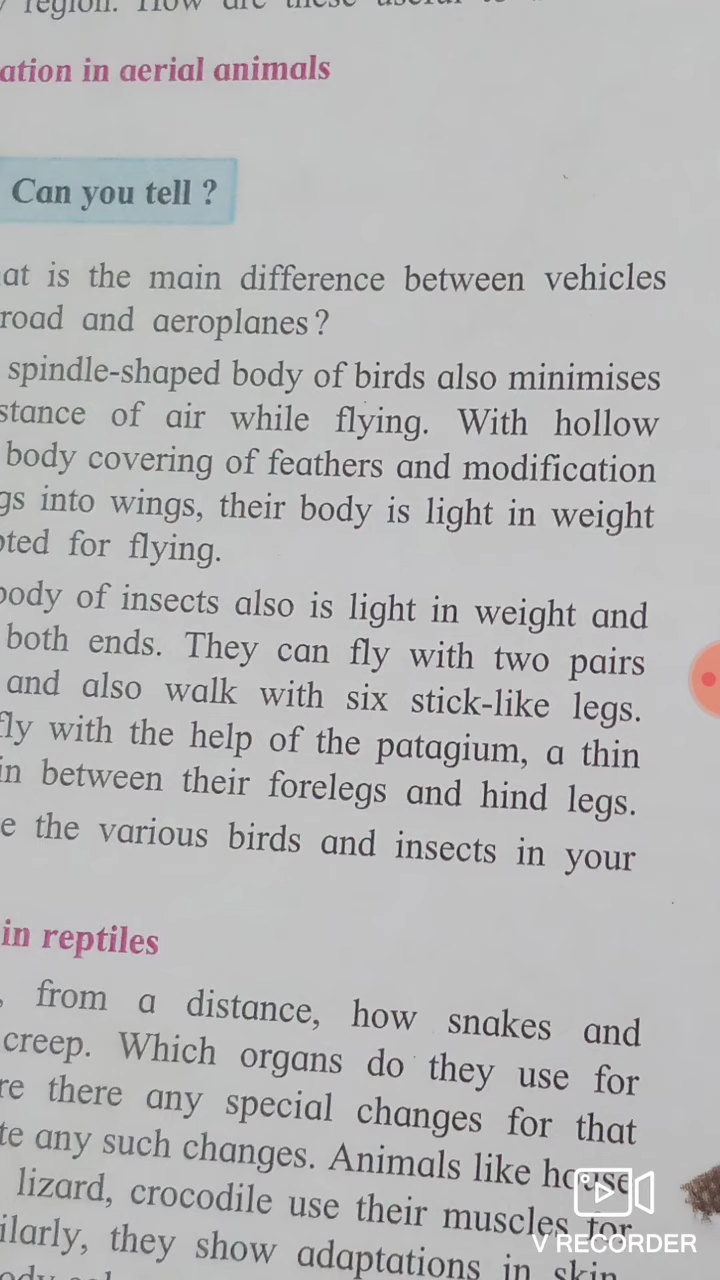 region. How are these useful to
ation in aerial animals
Can you tell ?
at is the main difference between vehicles
road and aeroplanes?
spindle-shaped body of birds also minimises
stance of air while flying. With hollow
body covering of feathers and modification
gs into wings, their body is light in weight
pted for flying.
body of insects also is light in weight and
both ends. They can fly with two pairs
and also walk with six stick-like legs.
fly with the help of the patagium, a thin
in between their forelegs and hind legs.
e the various birds and insects in your
in reptiles
, from a distance, how snakes and
creep. Which organs do they use for
re there any special changes for that
te any such changes. Animals like house
lizard, crocodile use their muscles for
ilarly, they show adaptations in skin
V RECORDER